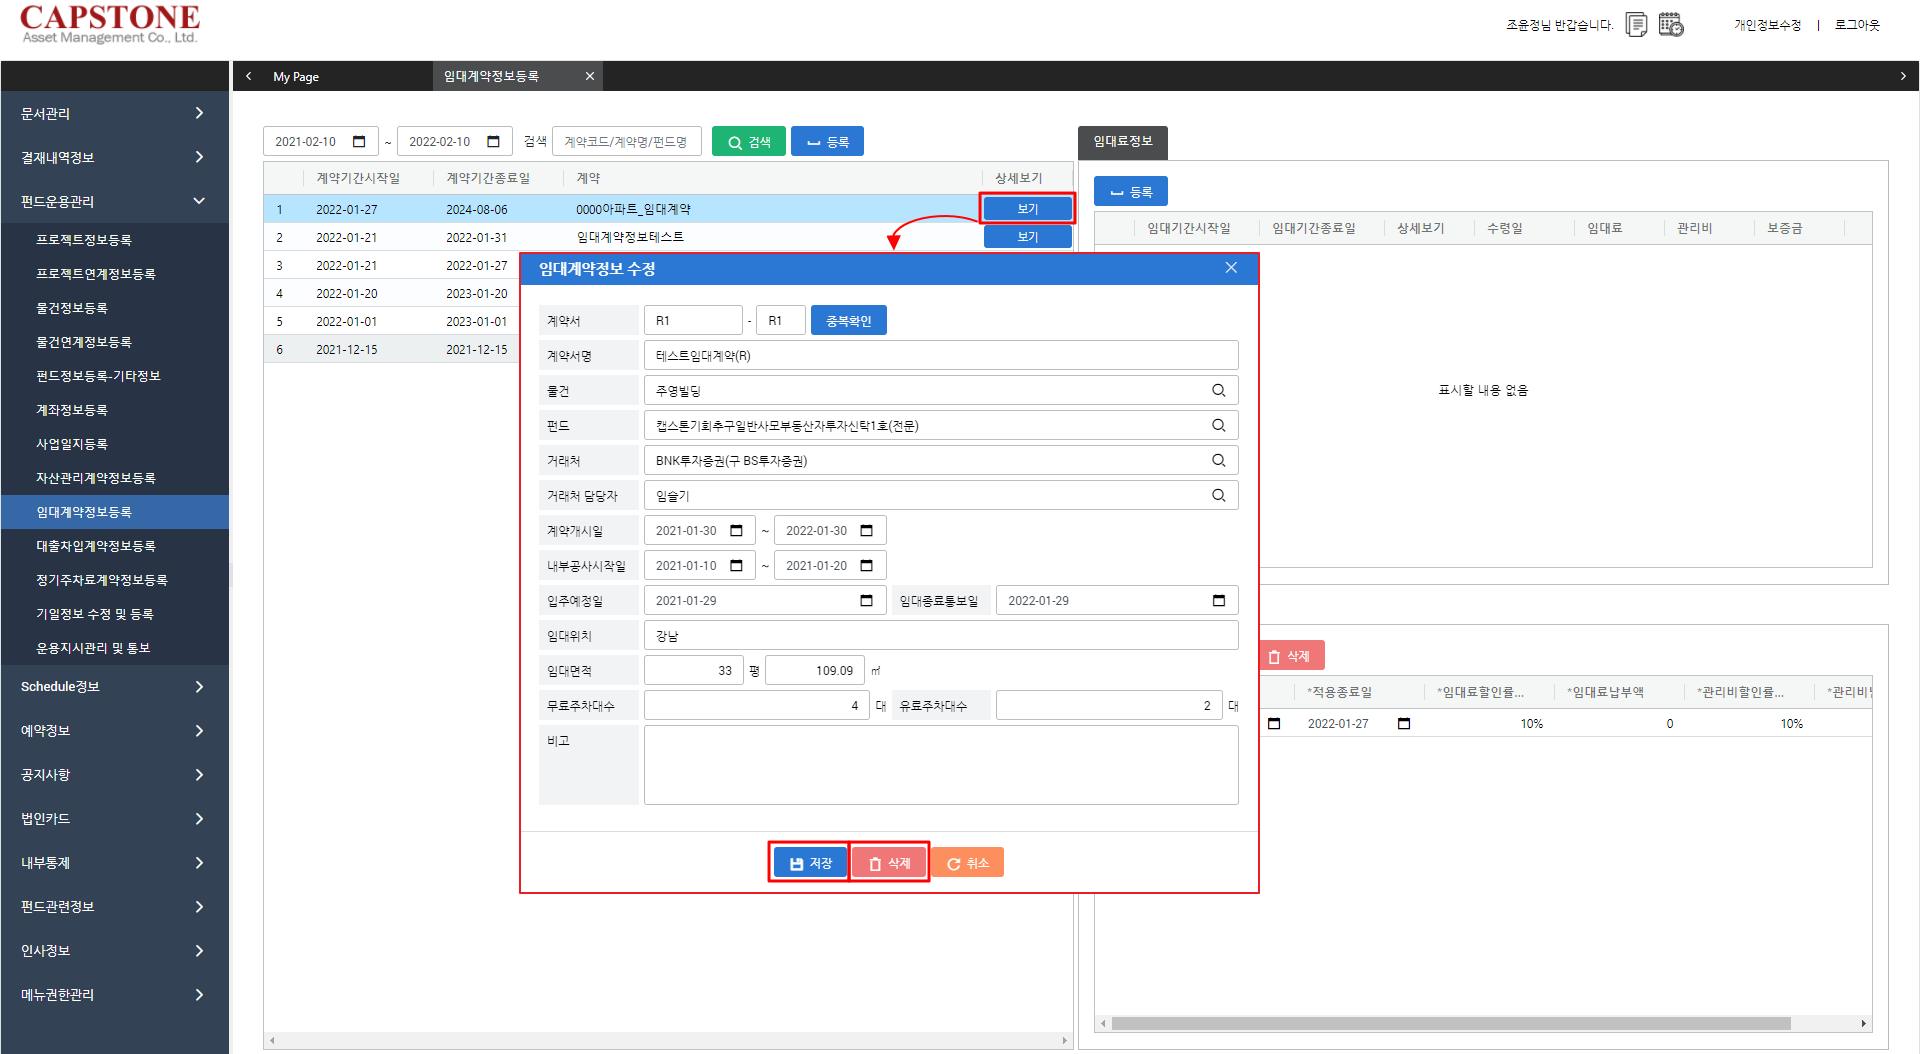 CAPSTONE
Asset Management Co., Ltd.
조윤정님 반갑습니다.
개인정보수정 | 로그아웃
My Page
임대계약정보등록
문서관리
결재내역정보
펀드운용관리
프로젝트정보등록
프로젝트연계정보등록
물건정보등록
물건연계정보등록
펀드정보등록-기타정보
계좌정보등록
사업일지등록
자산관리계약정보등록
임대계약정보등록
대출차입계약정보등록
정기주차료계약정보등록
기일정보 수정 및 등록
운용지시관리 및 통보
Schedule정보
예약정보
공지사항
법인카드
내부통제
펀드관련정보
인사정보
메뉴권한관리
2021-02-10 ~ 2022-02-10 검색 계약코드/계약명/펀드명 검색 등록
계약기간시작일 계약기간종료일 계약 상세보기
1 2022-01-27 2024-08-06 0000아파트_임대계약 보기
2 2022-01-21 2022-01-31 임대계약정보테스트 보기
3 2022-01-21 2022-01-27
4 2022-01-20 2023-01-20
5 2022-01-01 2023-01-01
6 2021-12-15 2021-12-15
임대계약정보 수정
계약서 R1 - R1 중복확인
계약서명 테스트임대계약(R)
물건 주영빌딩
펀드 캡스톤기회추구일반사모부동산자투자신탁1호(전문)
거래처 BNK투자증권(구 BS투자증권)
거래처 담당자 임슬기
계약개시일 2021-01-30 ~ 2022-01-30
내부공사시작일 2021-01-10 ~ 2021-01-20
입주예정일 2021-01-29 임대종료통보일 2022-01-29
임대위치 강남
임대면적 33 평 109.09 ㎡
무료주차대수 4 대 유료주차대수 2 대
비고
저장 삭제 취소
임대료정보
등록
임대기간시작일 임대기간종료일 상세보기 수령일 임대료 관리비 보증금
표시할 내용 없음
삭제
*적용종료일 *임대료할인률... *임대료납부액 *관리비할인률... *관리비
2022-01-27 10% 0 10%